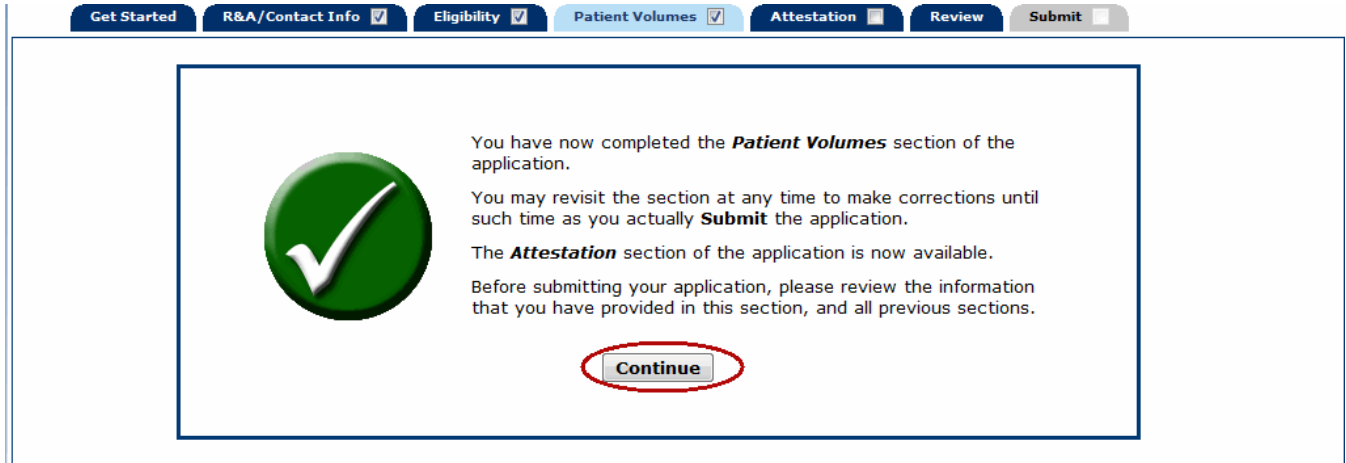 Get Started R&A/Contact Info Eligibility Patient Volumes Attestation Review Submit
You have now completed the Patient Volumes section of the
application.
You may revisit the section at any time to make corrections until
such time as you actually Submit the application.
The Attestation section of the application is now available.
Before submitting your application, please review the information
that you have provided in this section, and all previous sections.
Continue